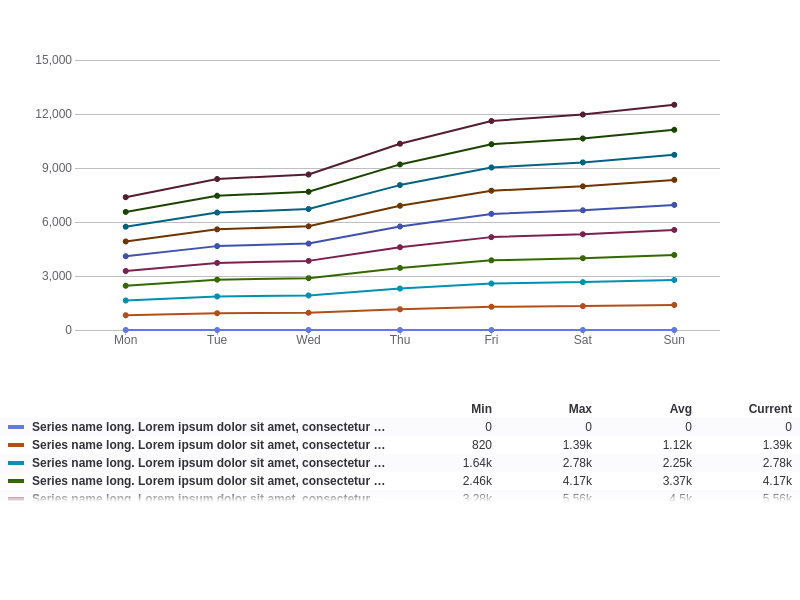 15,000
12,000
9,000
6,000
3,000
0
Mon Tue Wed Thu Fri Sat Sun
Min Max Avg Current
Series name long. Lorem ipsum dolor sit amet, consectetur … 0 0 0 0
Series name long. Lorem ipsum dolor sit amet, consectetur … 820 1.39k 1.12k 1.39k
Series name long. Lorem ipsum dolor sit amet, consectetur … 1.64k 2.78k 2.25k 2.78k
Series name long. Lorem ipsum dolor sit amet, consectetur … 2.46k 4.17k 3.37k 4.17k
Series name long. Lorem ipsum dolor sit amet, consectetur … 3.28k 5.56k 4.5k 5.56k